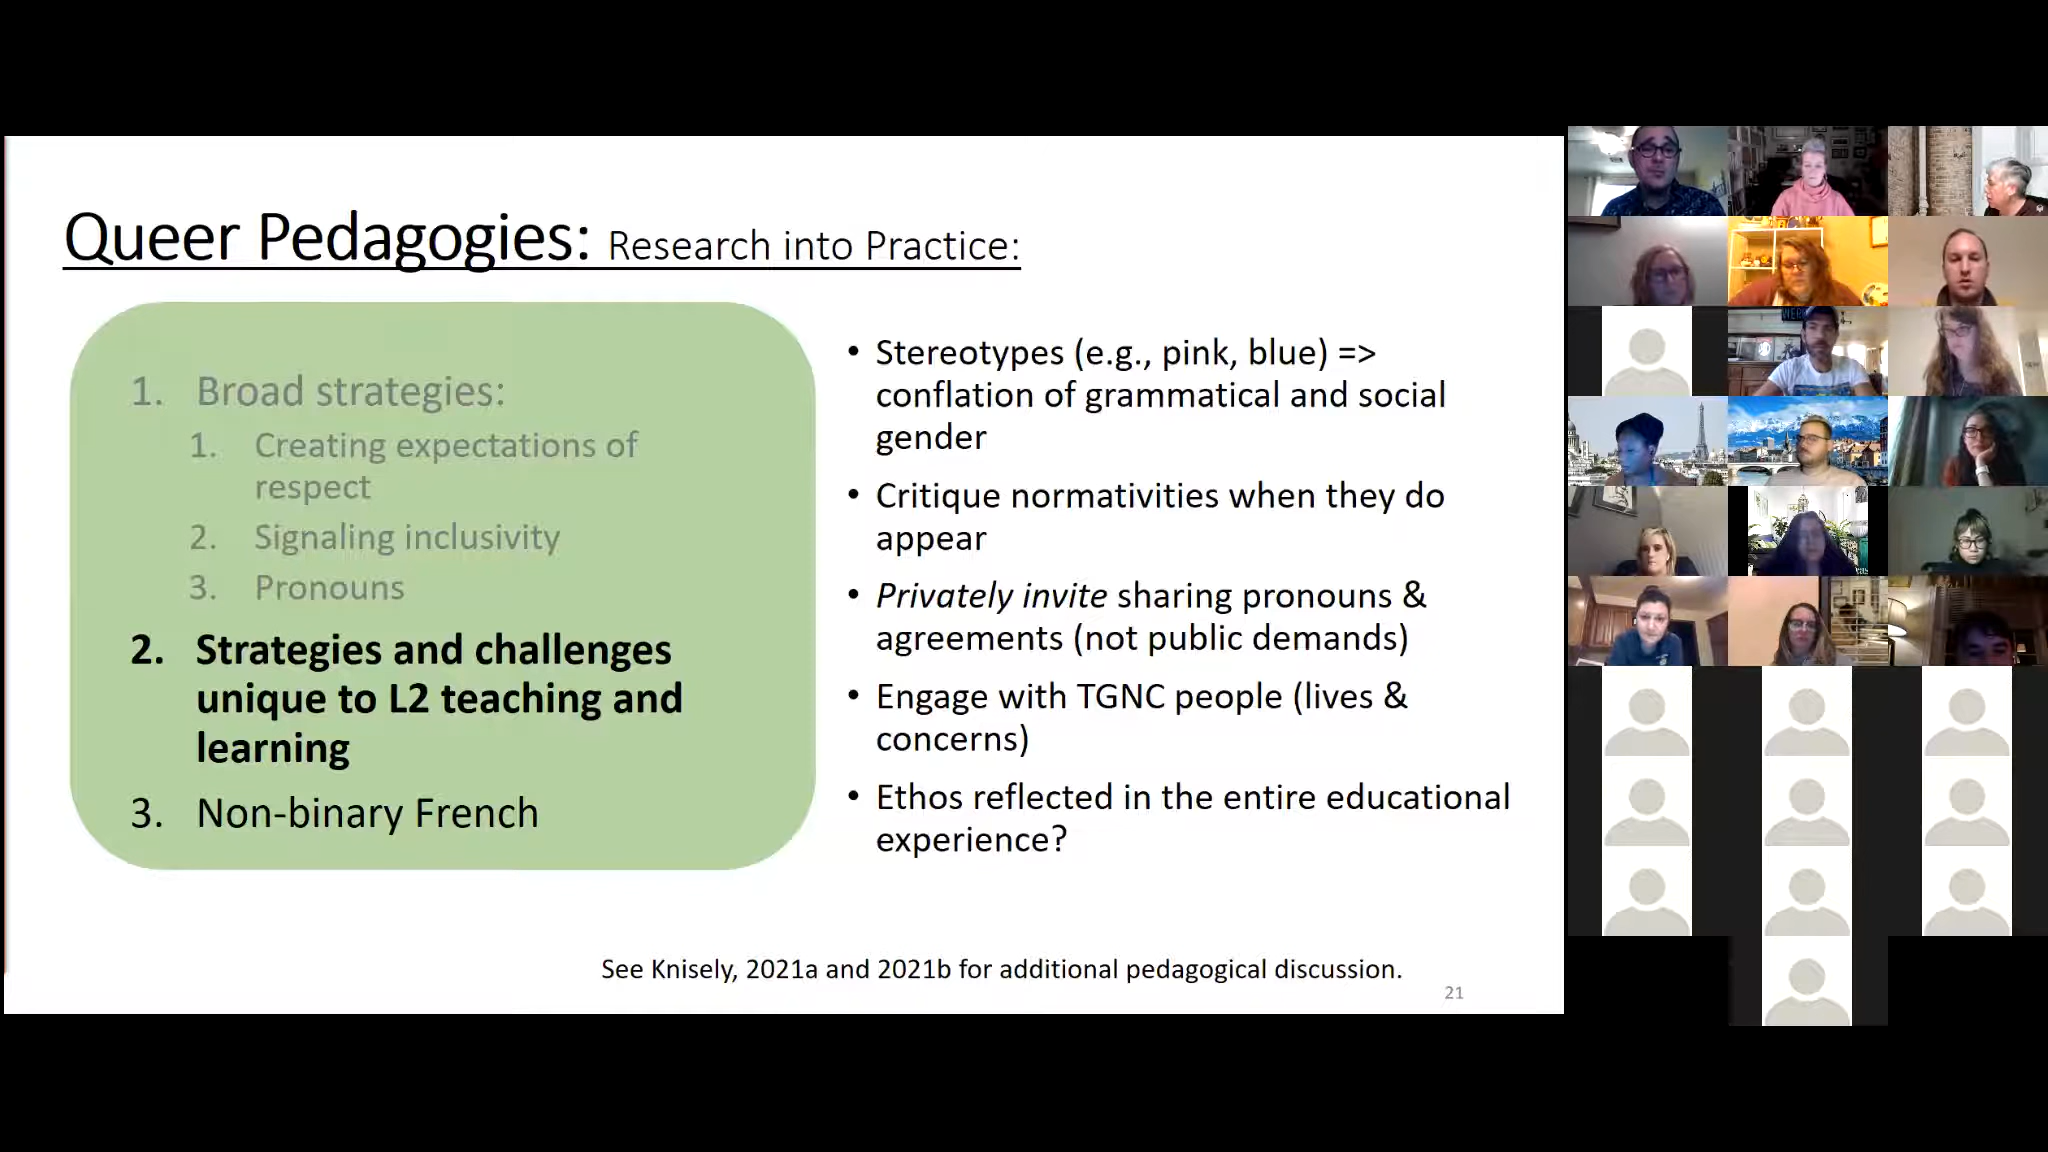 Queer Pedagogies: Research into Practice:
1. Broad strategies:
1. Creating expectations of
respect
2. Signaling inclusivity
3. Pronouns
2. Strategies and challenges
unique to L2 teaching and
learning
3. Non-binary French
• Stereotypes (e.g., pink, blue) =>
conflation of grammatical and social
gender
• Critique normativities when they do
appear
• Privately invite sharing pronouns &
agreements (not public demands)
• Engage with TGNC people (lives &
concerns)
• Ethos reflected in the entire educational
experience?
See Knisely, 2021a and 2021b for additional pedagogical discussion.
21